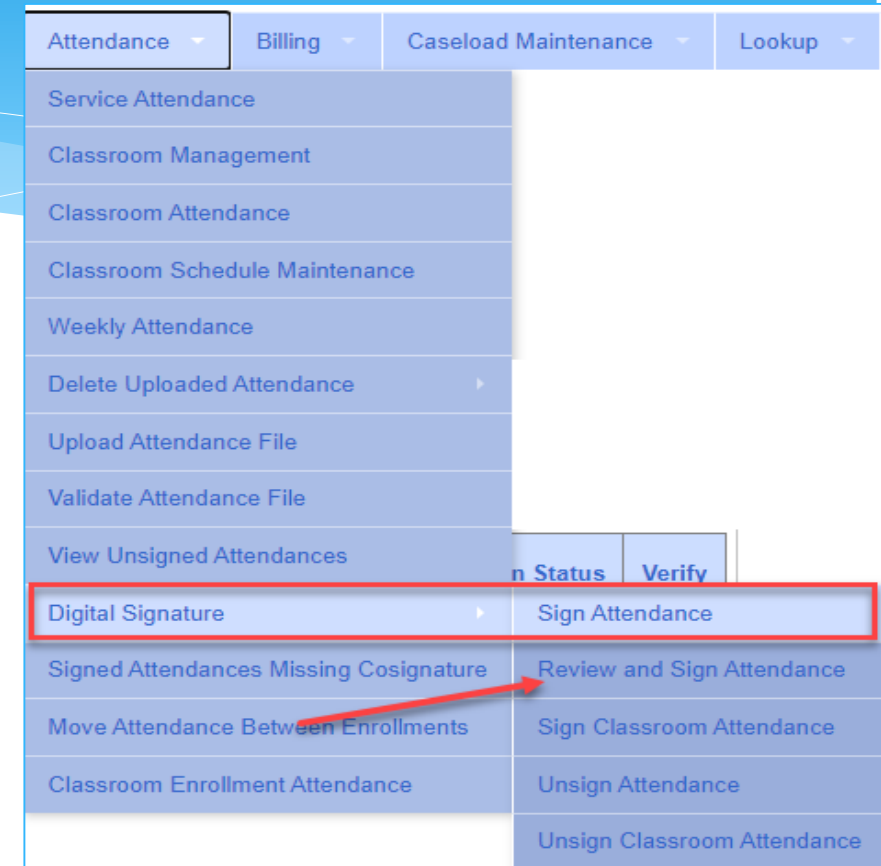 Attendance Billing Caseload Maintenance Lookup
Service Attendance
Classroom Management
Classroom Attendance
Classroom Schedule Maintenance
Weekly Attendance
Delete Uploaded Attendance
Upload Attendance File
Validate Attendance File
View Unsigned Attendances
n Status Verify
Digital Signature Sign Attendance
Signed Attendances Missing Cosignature Review and Sign Attendance
Move Attendance Between Enrollments Sign Classroom Attendance
Classroom Enrollment Attendance Unsign Attendance
Unsign Classroom Attendance